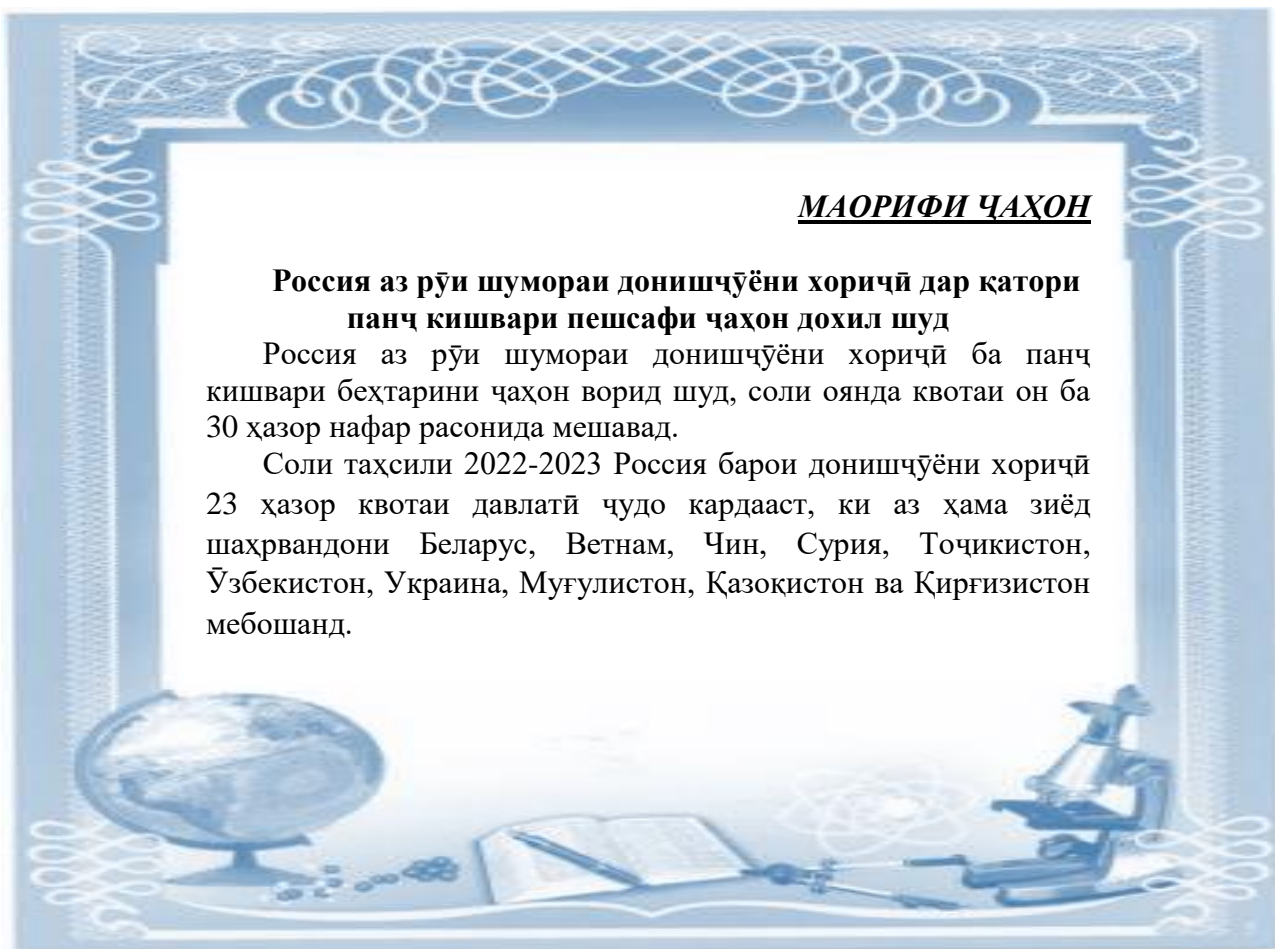 МАОРИФИ ҶАҲОН
Россия аз рӯи шумораи донишҷӯёни хориҷӣ дар қатори
панҷ кишвари пешсафи ҷаҳон дохил шуд
Россия аз рӯи шумораи донишҷӯёни хориҷӣ ба панҷ
кишвари беҳтарини ҷаҳон ворид шуд, соли оянда квотаи он ба
30 ҳазор нафар расонида мешавад.
Соли таҳсили 2022-2023 Россия барои донишҷӯёни хориҷӣ
23 ҳазор квотаи давлатӣ ҷудо кардааст, ки аз ҳама зиёд
шаҳрвандони Беларус, Ветнам, Чин, Сурия, Тоҷикистон,
Ӯзбекистон, Украина, Муғулистон, Қазоқистон ва Қирғизистон
мебошанд.